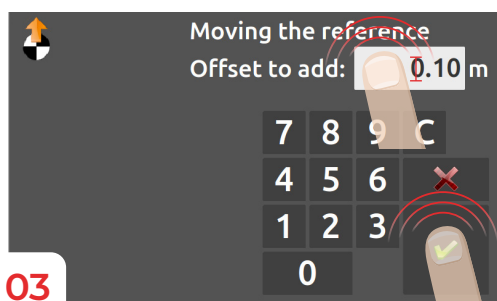 Moving the reference
Offset to add: 0.10 m
7 8 9 C
4 5 6
1 2 3
0
03